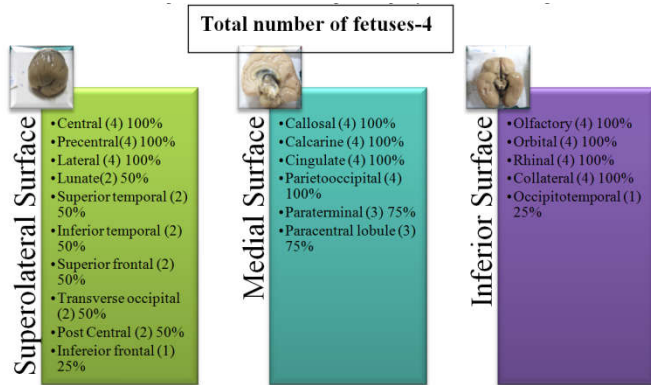 Total number of fetuses-4
Superolateral Surface
•Central (4) 100%
•Precentral(4) 100%
•Lateral (4) 100%
•Lunate(2) 50%
•Superior temporal (2)
50%
•Inferior temporal (2)
50%
•Superior frontal (2)
50%
•Transverse occipital
(2) 50%
•Post Central (2) 50%
•Infereior frontal (1)
25%
Medial Surface
•Callosal (4) 100%
•Calcarine (4) 100%
•Cingulate (4) 100%
•Parietooccipital (4)
100%
•Paraterminal (3) 75%
•Paracentral lobule (3)
75%
Inferior Surface
•Olfactory (4) 100%
•Orbital (4) 100%
•Rhinal (4) 100%
•Collateral (4) 100%
•Occipitotemporal (1)
25%